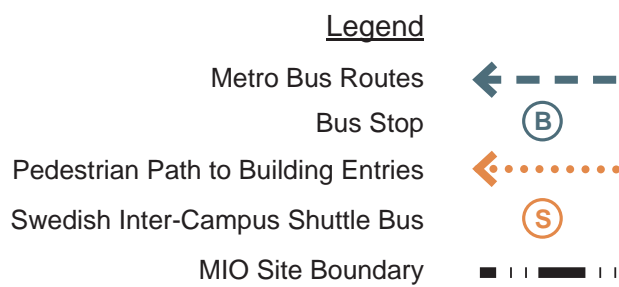 Legend
Metro Bus Routes
Bus Stop B
Pedestrian Path to Building Entries
Swedish Inter-Campus Shuttle Bus S
MIO Site Boundary